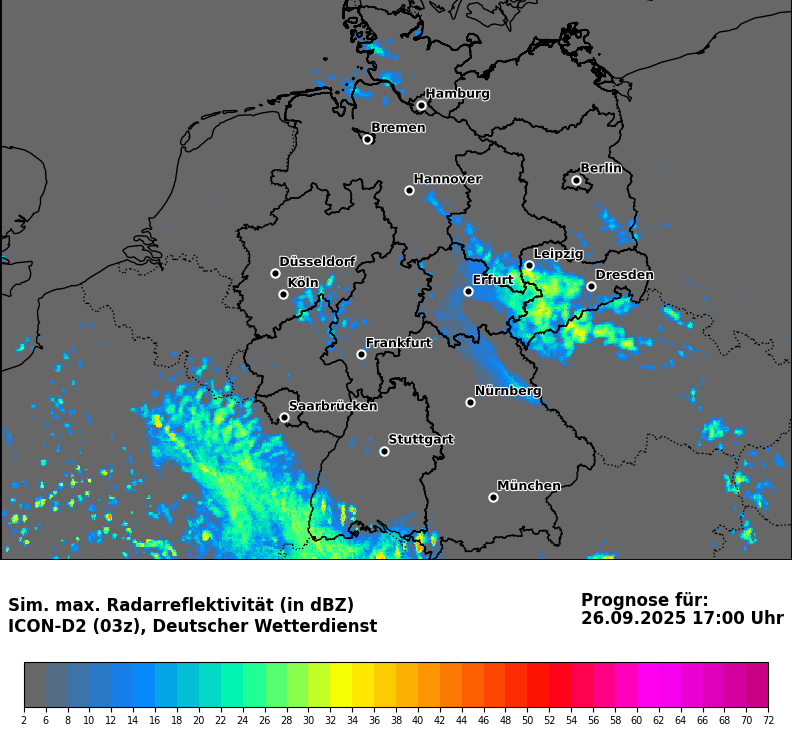 Hamburg
Bremen
Berlin
Hannover
Leipzig
Düsseldorf
Dresden
Köln
Erfurt
Frankfurt
Nürnberg
Saarbrücken
Stuttgart
München
Sim. max. Radarreflektivität (in dBZ)
ICON-D2 (03z), Deutscher Wetterdienst
Prognose für:
26.09.2025 17:00 Uhr
2 6 8 10 12 14 16 18 20 22 24 26 28 30 32 34 36 38 40 42 44 46 48 50 52 54 56 58 60 62 64 66 68 70 72